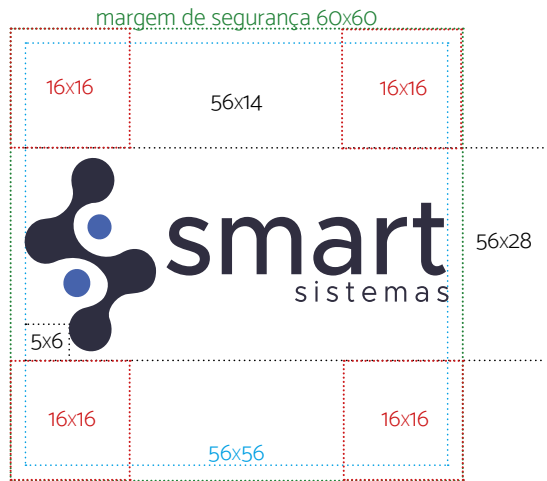 margem de segurança 60x60
16x16
56x14
16x16
smart
sistemas
56x28
5x6
16x16
56x56
16x16